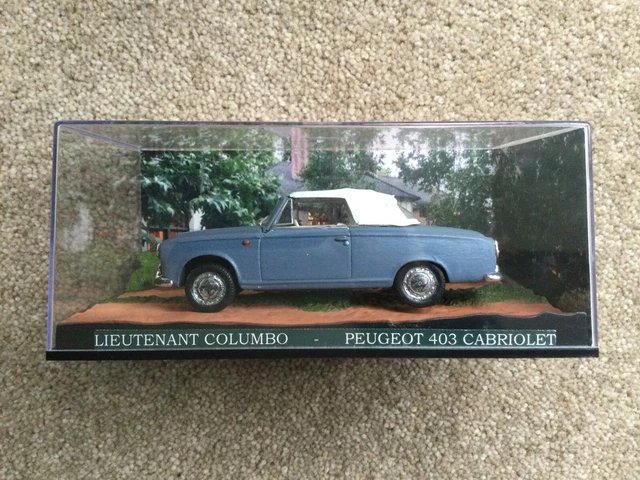 LIEUTENANT COLUMBO - PEUGEOT 403 CABRIOLET